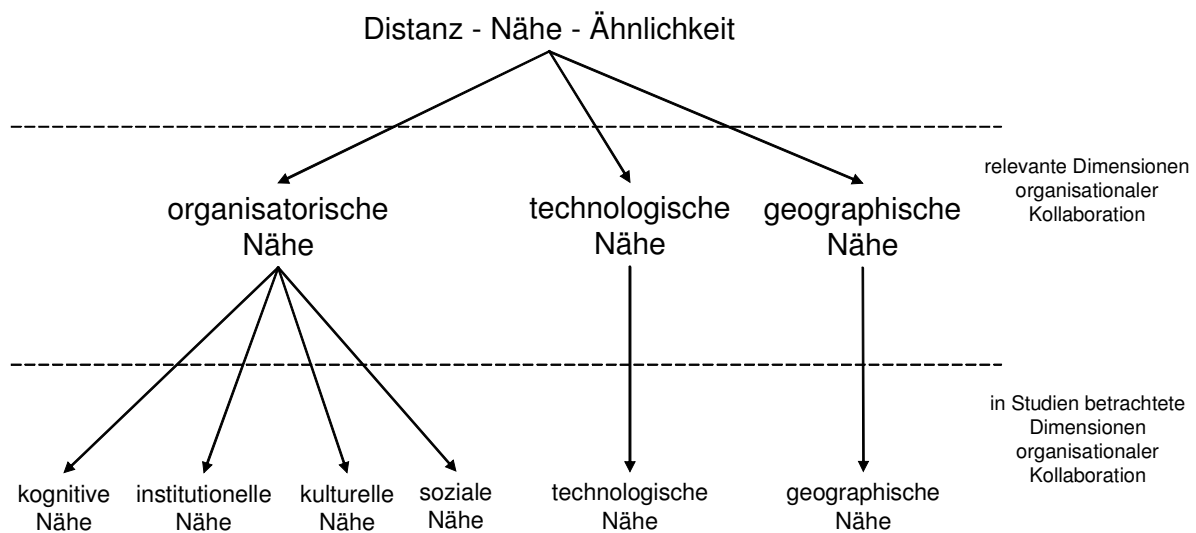 Distanz - Nähe - Ähnlichkeit
relevante Dimensionen
organisationaler
Kollaboration
organisatorische
Nähe
technologische
Nähe
geographische
Nähe
in Studien betrachtete
Dimensionen
organisationaler
Kollaboration
kognitive
Nähe
institutionelle
Nähe
kulturelle
Nähe
soziale
Nähe
technologische
Nähe
geographische
Nähe